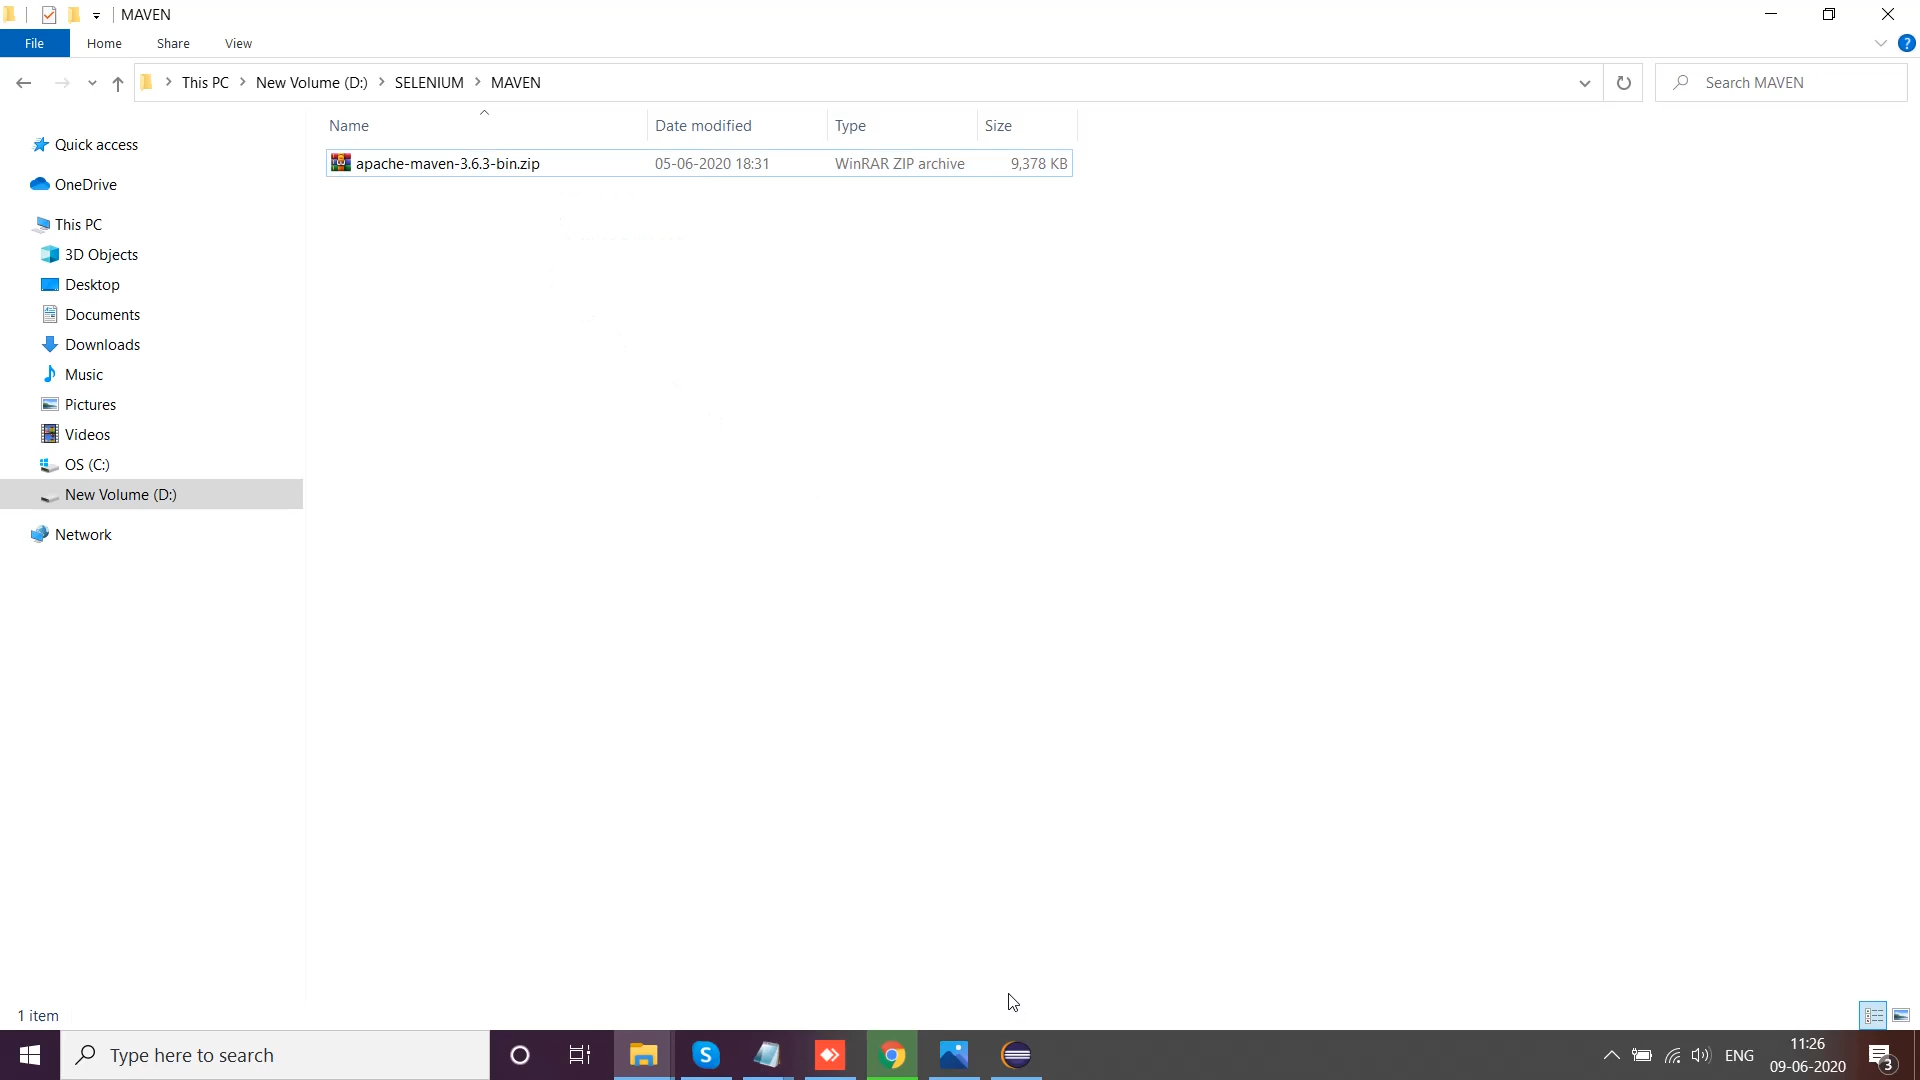 MAVEN
File Home Share View
This PC New Volume (D:) SELENIUM MAVEN
Search MAVEN
Name Date modified Type Size
apache-maven-3.6.3-bin.zip 05-06-2020 18:31 WinRAR ZIP archive 9,378 KB
Quick access
OneDrive
This PC
3D Objects
Desktop
Documents
Downloads
Music
Pictures
Videos
OS (C:)
New Volume (D:)
Network
1 item
Type here to search
S
ENG
11:26
09-06-2020
3